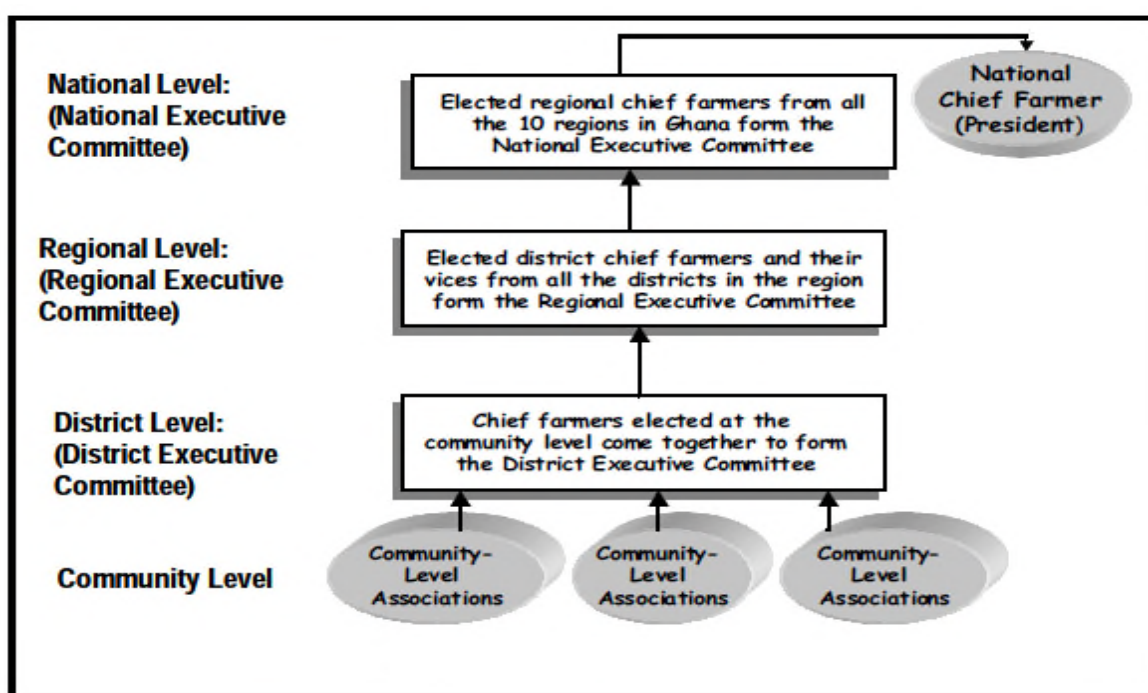 National Level:
(National Executive
Committee)
Elected regional chief farmers from all
the 10 regions in Ghana form the
National Executive Committee
National
Chief Farmer
(President)
Regional Level:
(Regional Executive
Committee)
Elected district chief farmers and their
vices from all the districts in the region
form the Regional Executive Committee
District Level:
(District Executive
Committee)
Chief farmers elected at the
community level come together to form
the District Executive Committee
Community Level
Community-
Level
Associations
Community-
Level
Associations
Community-
Level
Associations